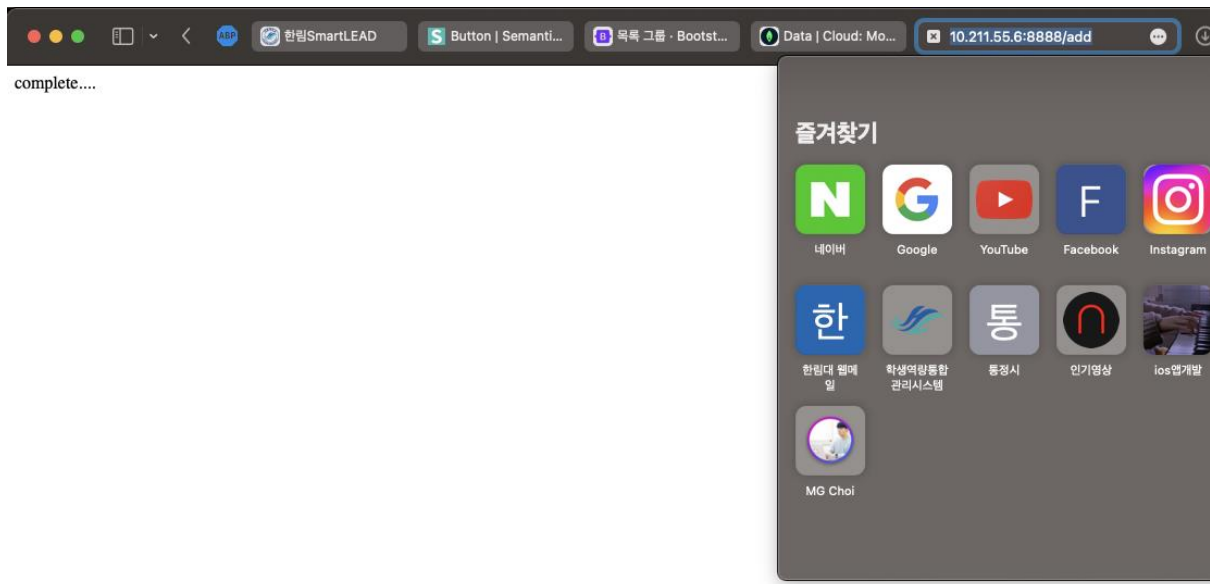 ABP
한림SmartLEAD
S
Button | Semanti...
B
목록 그룹 · Bootst...
Data | Cloud: Mo...
10.211.55.6:8888/add
complete....
즐겨찾기
N
G
F
네이버
Google
YouTube
Facebook
Instagram
한
통
한림대 웹메
일
학생역량통합
관리시스템
통정시
인기영상
ios앱개발
MG Choi